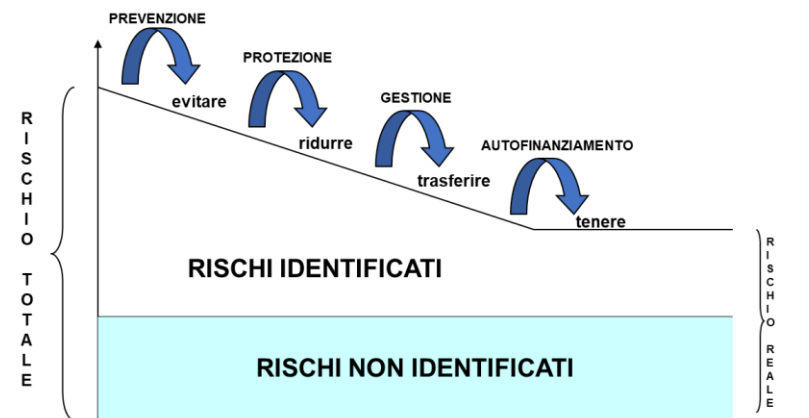 PREVENZIONE
evitare
PROTEZIONE
ridurre
GESTIONE
trasferire
AUTOFINANZIAMENTO
tenere
RISCHIO TOTALE
RISCHI IDENTIFICATI
RISCHI NON IDENTIFICATI
RISCHIO REALE